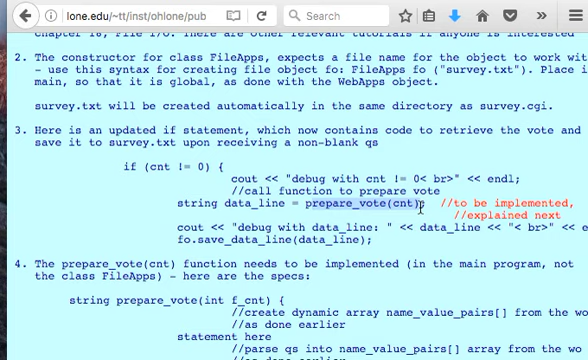 lone.edu/~tt/inst/ohlone/pub
Search
Chapter 18, File I/O. There are other relevant tutorials if anyone is interested
2. The constructor for class FileApps, expects a file name for the object to work wit
- use this syntax for creating file object fo: FileApps fo ("survey.txt"). Place i
main, so that it is global, as done with the WebApps object.
survey.txt will be created automatically in the same directory as survey.cgi.
3. Here is an updated if statement, which now contains code to retrieve the vote and
save it to survey.txt upon receiving a non-blank qs
if (cnt != 0) {
cout << "debug with cnt != 0< br>" << endl;
//call function to prepare vote
string data_line = prepare_vote(cnt); //to be implemented,
//explained next
cout << "debug with data_line: " << data_line << "< br>" << e
fo.save_data(data_line);
4. The prepare_vote(cnt) function needs to be implemented (in the main program, not
the class FileApps) - here are the specs:
string prepare_vote(int f_cnt) {
//create dynamic array name_value_pairs[] from the wo
//as done earlier
statement here
//parse qs into name_value_pairs[] array from the wo
//as done earlier